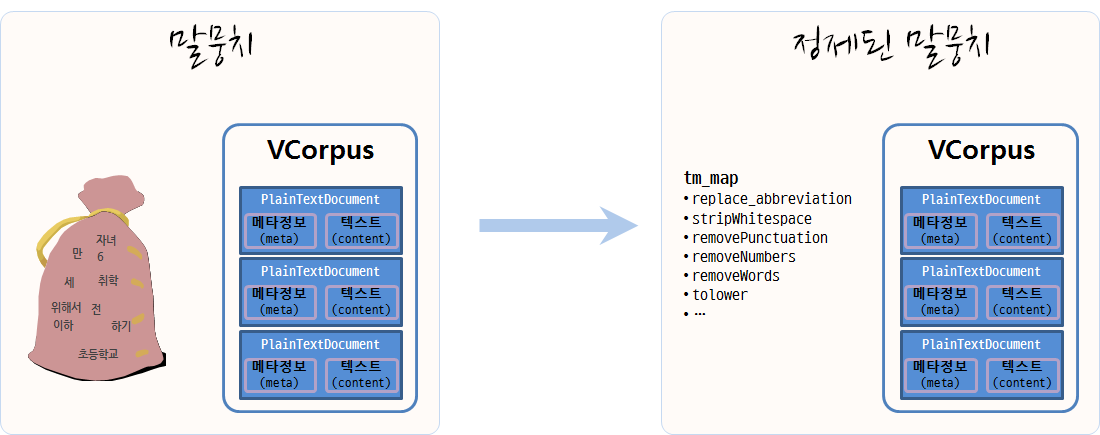 말뭉치
자녀
만
6
세
취학
위해서
전
이하
하기
초등학교
VCorpus
PlainTextDocument
메타정보
(meta)
텍스트
(content)
PlainTextDocument
메타정보
(meta)
텍스트
(content)
PlainTextDocument
메타정보
(meta)
텍스트
(content)
정제된 말뭉치
tm_map
• replace_abbreviation
• stripWhitespace
• removePunctuation
• removeNumbers
• removeWords
• tolower
• …
VCorpus
PlainTextDocument
메타정보
(meta)
텍스트
(content)
PlainTextDocument
메타정보
(meta)
텍스트
(content)
PlainTextDocument
메타정보
(meta)
텍스트
(content)